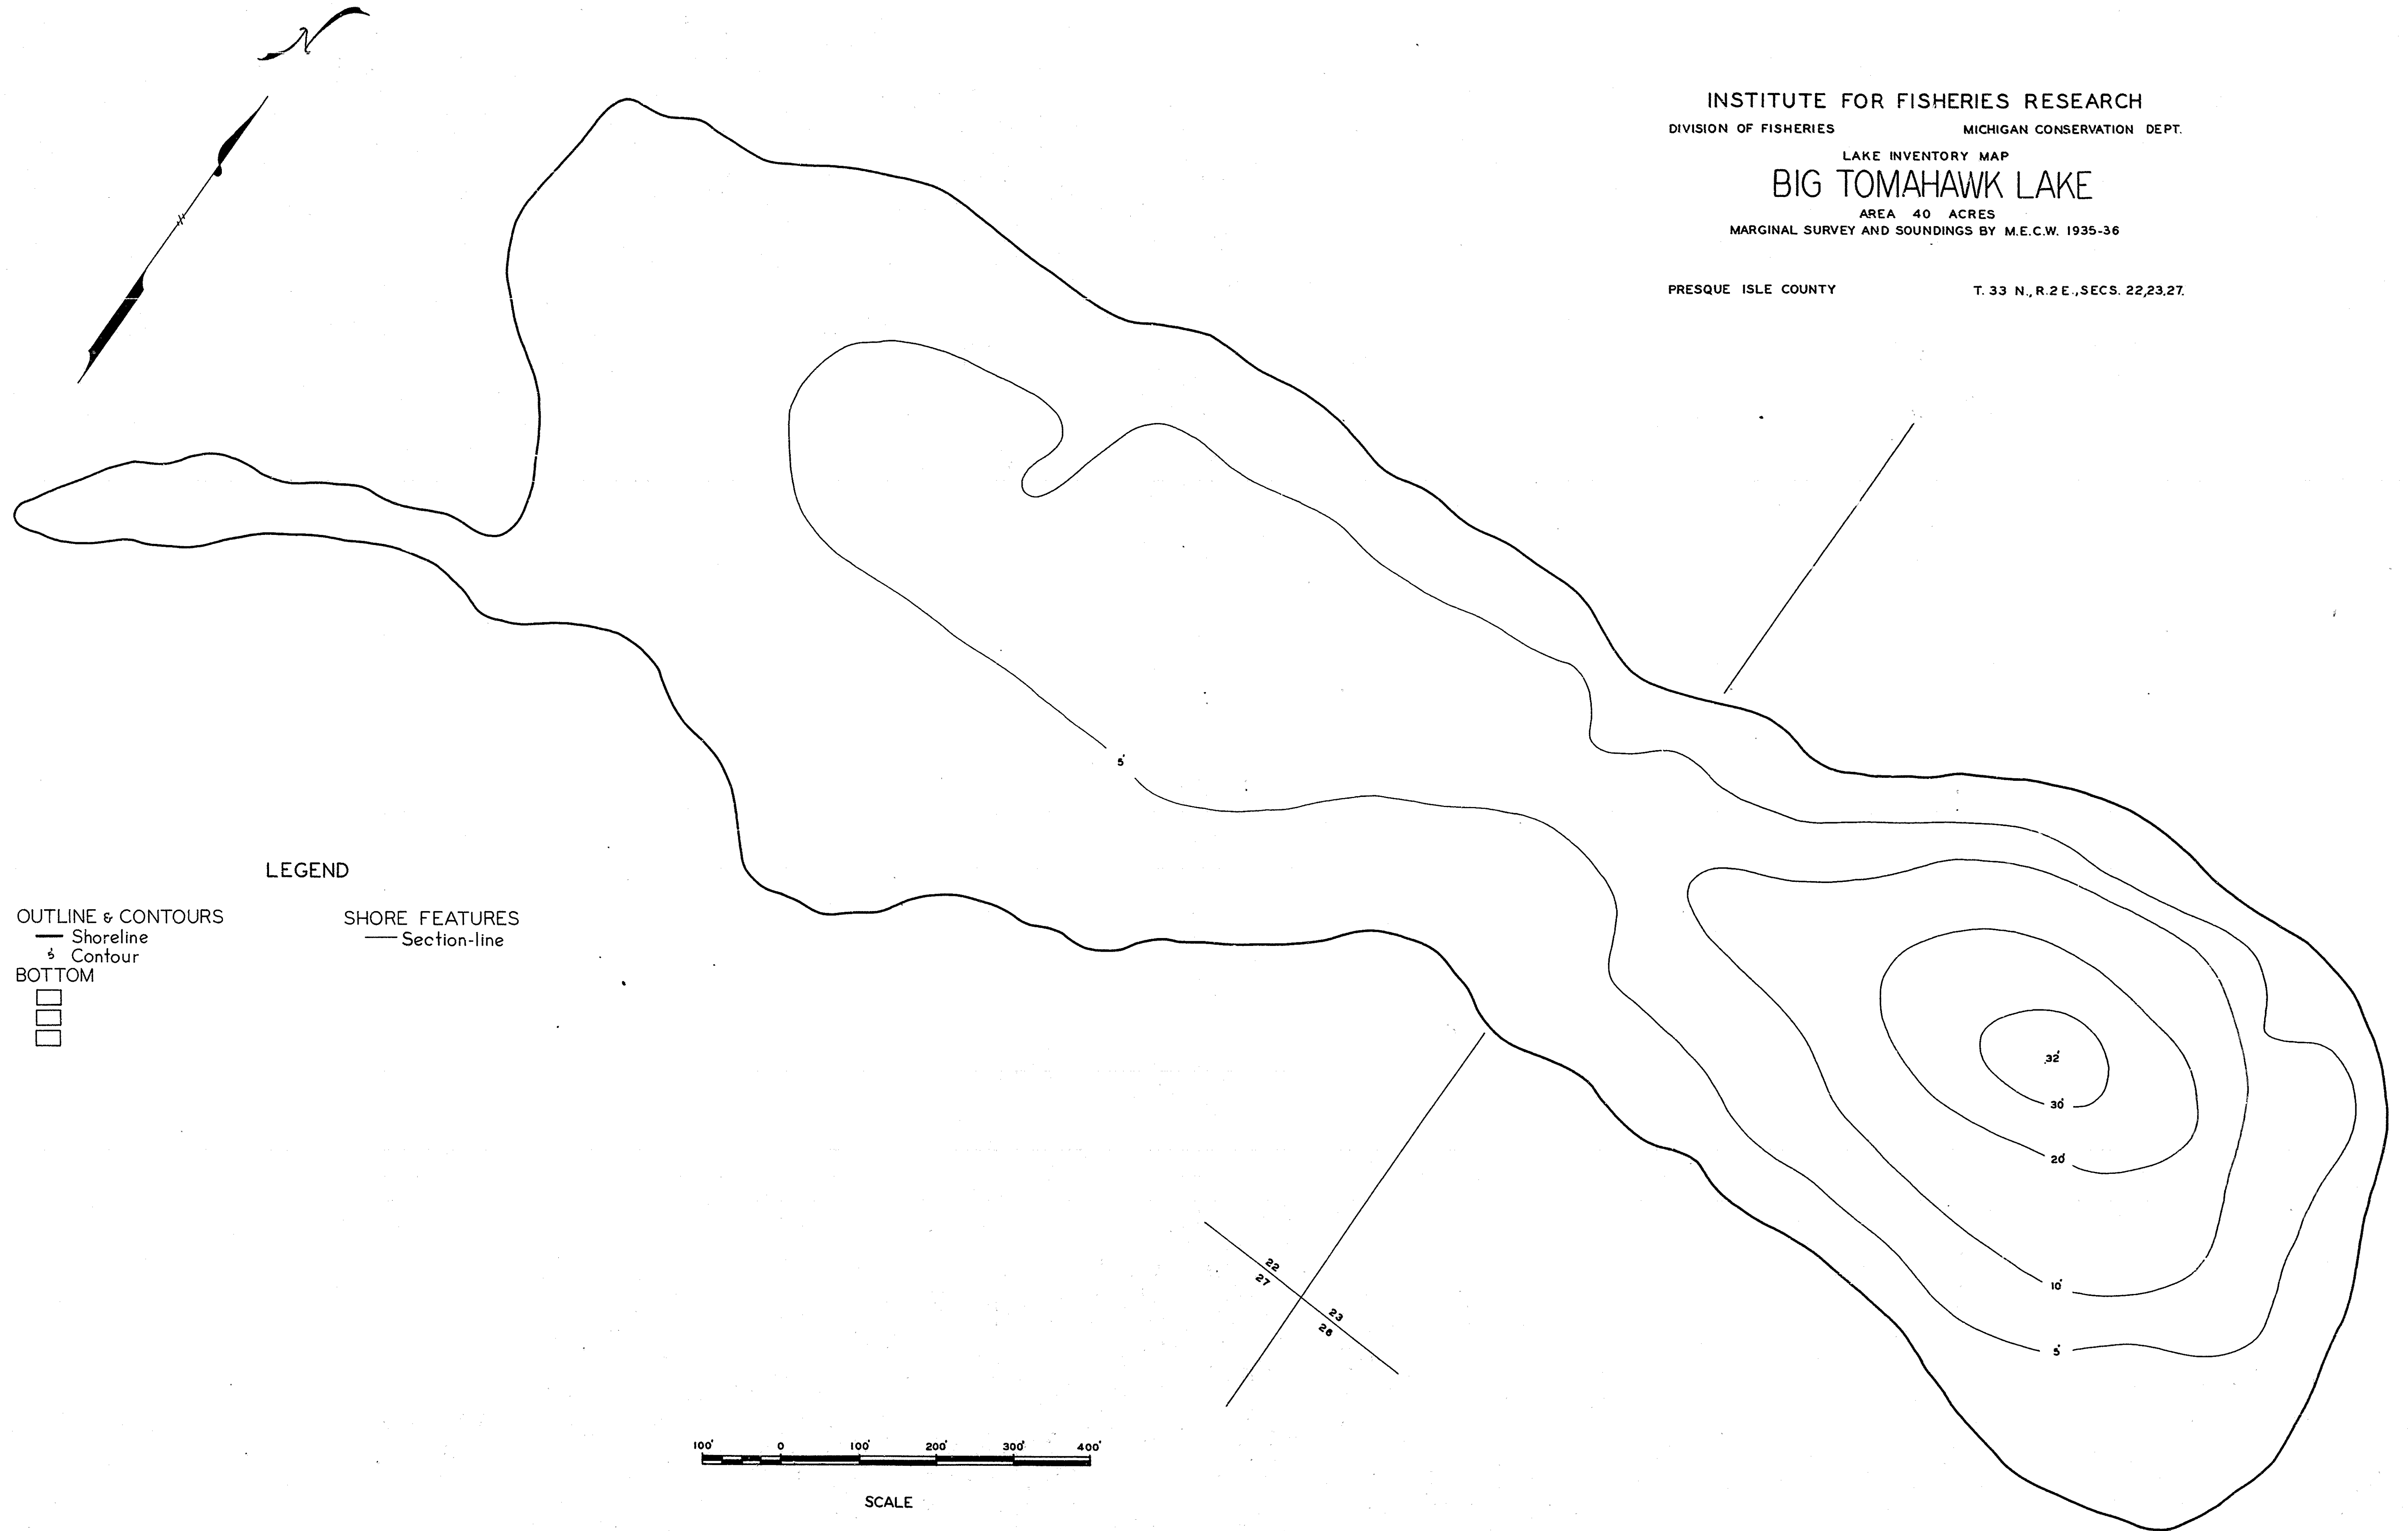 N
INSTITUTE FOR FISHERIES RESEARCH
DIVISION OF FISHERIES MICHIGAN CONSERVATION DEPT.
LAKE INVENTORY MAP
BIG TOMAHAWK LAKE
AREA 40 ACRES
MARGINAL SURVEY AND SOUNDINGS BY M.E.C.W. 1935-36
PRESQUE ISLE COUNTY T. 33 N., R.2 E., SECS. 22,23,27.
5'
LEGEND
OUTLINE & CONTOURS
Shoreline
5' Contour
BOTTOM
SHORE FEATURES
Section-line
32'
30'
20'
10'
5'
22
27
23
26
100' 0 100' 200' 300' 400'
SCALE